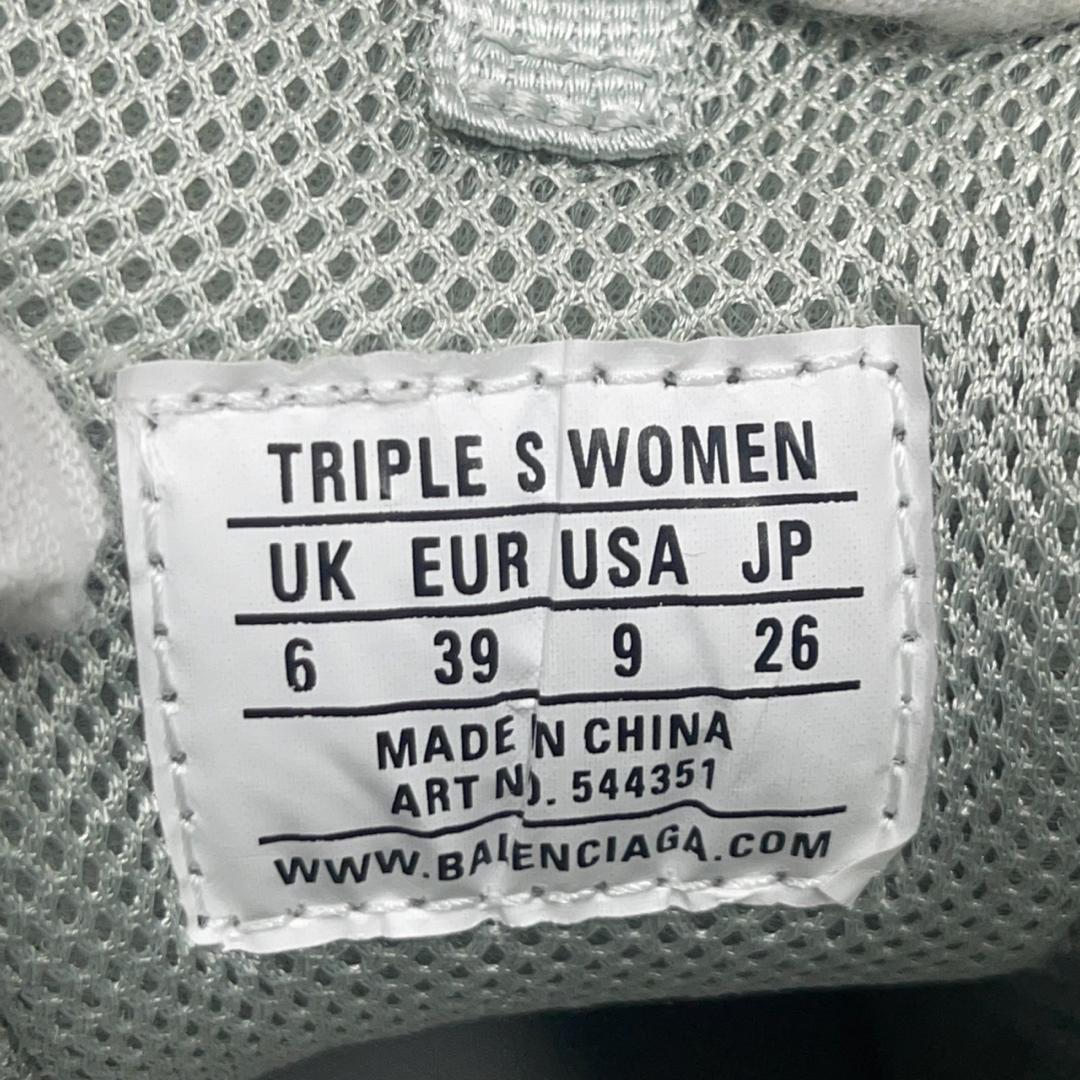 TRIPLE S WOMEN
UK EUR USA JP
6 39 9 26
MADE IN CHINA
ART NO. 544351
WWW.BALENCIAGA.COM